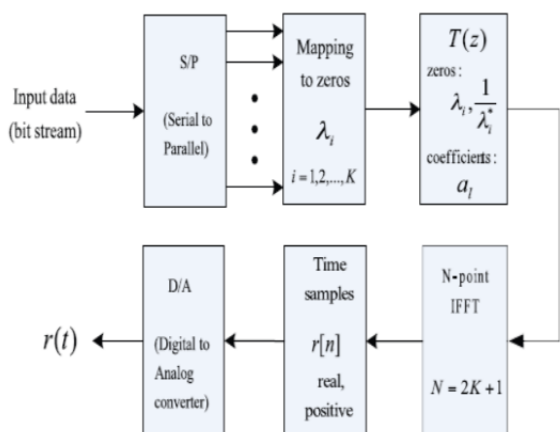 Input data
(bit stream)
S/P
(Serial to
Parallel)
Mapping
to zeros
λ_i
i = 1,2,...,K
T(z)
zeros :
λ_i, 1/λ_i^*
coefficients :
a_l
N-point
IFFT
N = 2K + 1
Time
samples
r[n]
real,
positive
D/A
(Digital to
Analog
converter)
r(t)